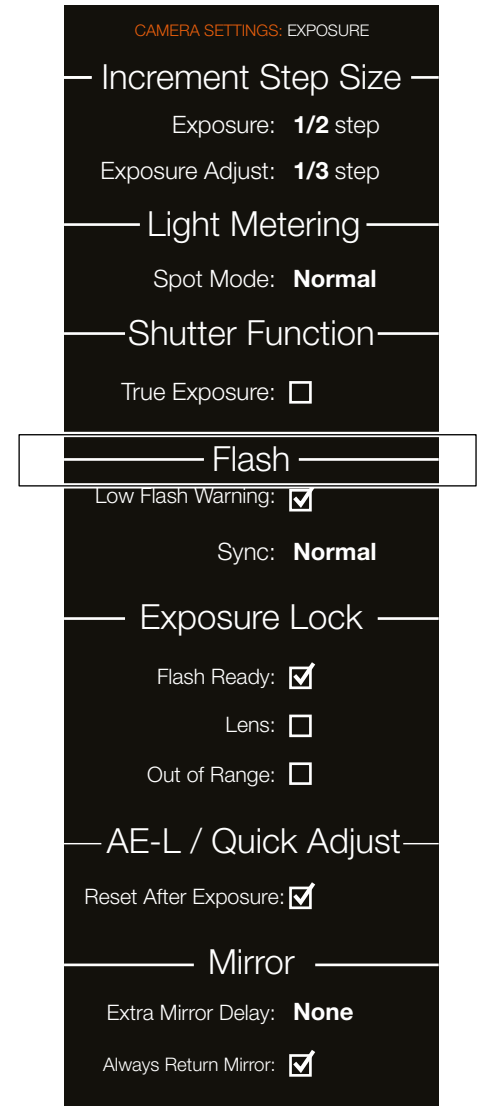 CAMERA SETTINGS: EXPOSURE
Increment Step Size
Exposure: 1/2 step
Exposure Adjust: 1/3 step
Light Metering
Spot Mode: Normal
Shutter Function
True Exposure:
Flash
Low Flash Warning:
Sync: Normal
Exposure Lock
Flash Ready:
Lens:
Out of Range:
AE-L / Quick Adjust
Reset After Exposure:
Mirror
Extra Mirror Delay: None
Always Return Mirror: